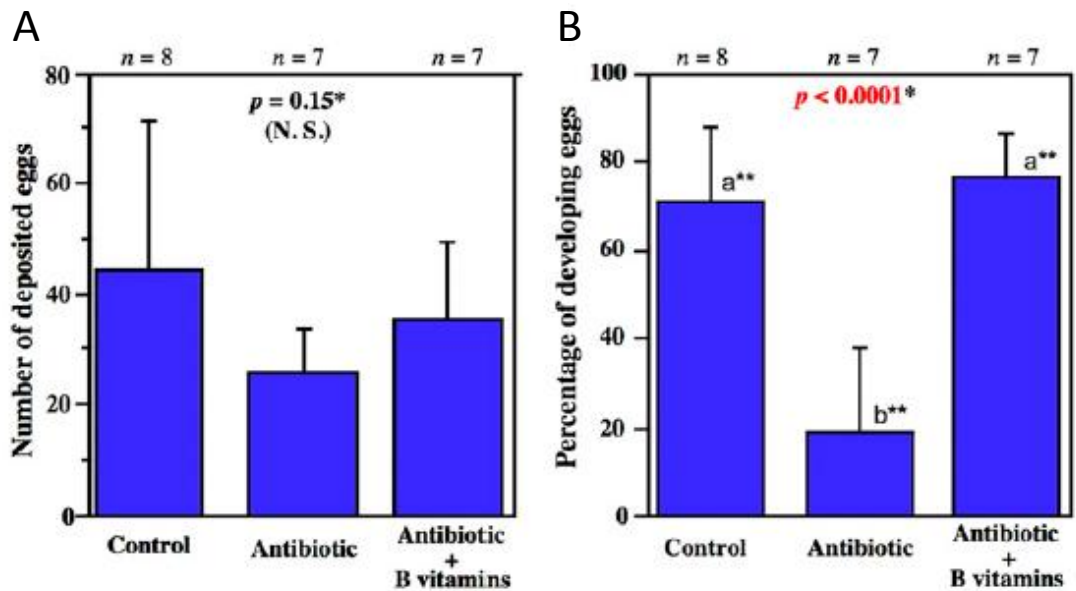 A
n = 8
n = 7
n = 7
80
60
40
20
0
Number of deposited eggs
p = 0.15*
(N. S.)
Control
Antibiotic
Antibiotic
+
B vitamins
B
n = 8
n = 7
n = 7
100
80
60
40
20
0
Percentage of developing eggs
p < 0.0001*
a**
b**
a**
Control
Antibiotic
Antibiotic
+
B vitamins